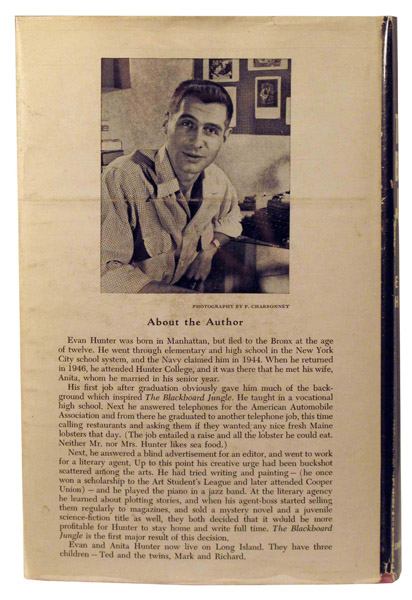 PHOTOGRAPHY BY F. CHARBONNEY
About the Author
Evan Hunter was born in Manhattan, but fled to the Bronx at the age
of twelve. He went through elementary and high school in the New York
City school system, and the Navy claimed him in 1944. When he returned
in 1946, he attended Hunter College, and it was there that he met his wife,
Anita, whom he married in his senior year.
His first job after graduation obviously gave him much of the back-
ground which inspired The Blackboard Jungle. He taught in a vocational
high school. Next he answered telephones for the American Automobile
Association and from there he graduated to another telephone job, this time
calling restaurants and asking them if they wanted any nice fresh Maine
lobsters that day. (The job entailed a raise and all the lobster he could eat.
Neither Mr. nor Mrs. Hunter likes sea food.)
Next, he answered a blind advertisement for an editor, and went to work
for a literary agency. Up to this point his creative urge had been buckshot
scattered among the arts. He had tried writing and painting — (he once
won a scholarship to the Art Student's League and later attended Cooper
Union) — and he played the piano in a jazz band. At the literary agency
he learned about plotting stories, and when his agent-boss started selling
them regularly to magazines, and sold a mystery novel and a juvenile
science-fiction title as well, they both decided that it would be more
profitable for Hunter to stay home and write full time. The Blackboard
Jungle is the first major result of this decision.
Evan and Anita Hunter now live on Long Island. They have three
children — Ted and the twins, Mark and Richard.